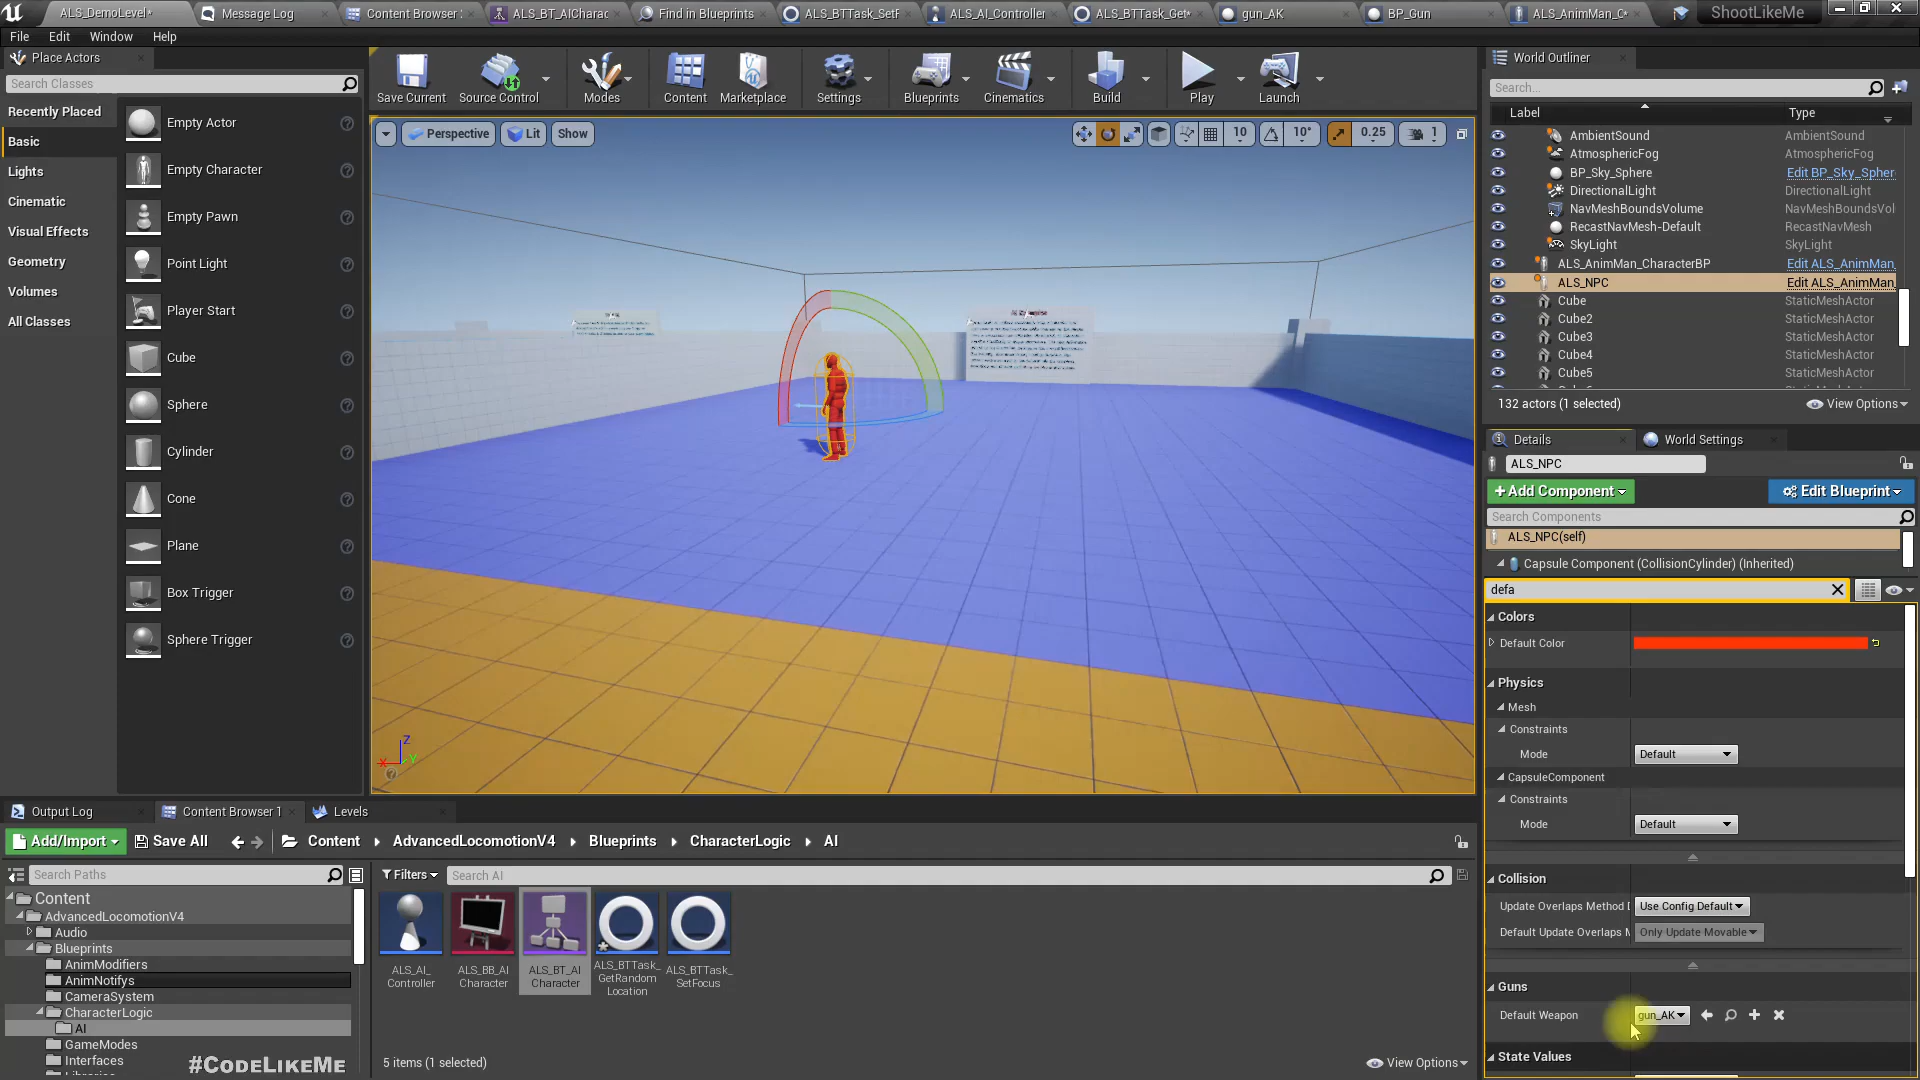 ALS_DemoLevel*
Message Log
Content Browser
ALS_BT_AICharac
Find in Blueprints
ALS_BTTask_SetF
ALS_AI_Controller
ALS_BTTask_Get*
gun_AK
BP_Gun
ALS_AnimMan_C*
ShootLikeMe
File
Edit
Window
Help
Place Actors
Search Classes
Recently Placed
Basic
Lights
Cinematic
Visual Effects
Geometry
Volumes
All Classes
Empty Actor
Empty Character
Empty Pawn
Point Light
Player Start
Cube
Sphere
Cylinder
Cone
Plane
Box Trigger
Sphere Trigger
Save Current
Source Control
Modes
Content
Marketplace
Settings
Blueprints
Cinematics
Build
Play
Launch
Perspective
Lit
Show
10
10°
0.25
1
X
Y
Z
World Outliner
Search...
Label
Type
AmbientSound
AmbientSound
AtmosphericFog
AtmosphericFog
BP_Sky_Sphere
Edit BP_Sky_Spher
DirectionalLight
DirectionalLight
NavMeshBoundsVolume
NavMeshBoundsVol
RecastNavMesh-Default
RecastNavMesh
SkyLight
SkyLight
ALS_AnimMan_CharacterBP
Edit ALS_AnimMan_
ALS_NPC
Edit ALS_AnimMan_
Cube
StaticMeshActor
Cube2
StaticMeshActor
Cube3
StaticMeshActor
Cube4
StaticMeshActor
Cube5
StaticMeshActor
132 actors (1 selected)
View Options
Details
World Settings
ALS_NPC
+Add Component
Edit Blueprint
Search Components
ALS_NPC(self)
Capsule Component (CollisionCylinder) (Inherited)
defa
Colors
Default Color
Physics
Mesh
Constraints
Mode
Default
CapsuleComponent
Constraints
Mode
Default
Collision
Update Overlaps Method D
Use Config Default
Default Update Overlaps M
Only Update Movable
Guns
Default Weapon
gun_AK
State Values
Output Log
Content Browser 1
Levels
Add/Import
Save All
Content
AdvancedLocomotionV4
Blueprints
CharacterLogic
AI
Search Paths
Filters
Search AI
Content
AdvancedLocomotionV4
Audio
Blueprints
AnimModifiers
AnimNotifys
CameraSystem
CharacterLogic
AI
GameModes
Interfaces
ALS_AI_
Controller
ALS_BB_AI
Character
ALS_BT_AI
Character
ALS_BTTask_
GetRandom
Location
ALS_BTTask_
SetFocus
5 items (1 selected)
View Options
#CODELIKEME